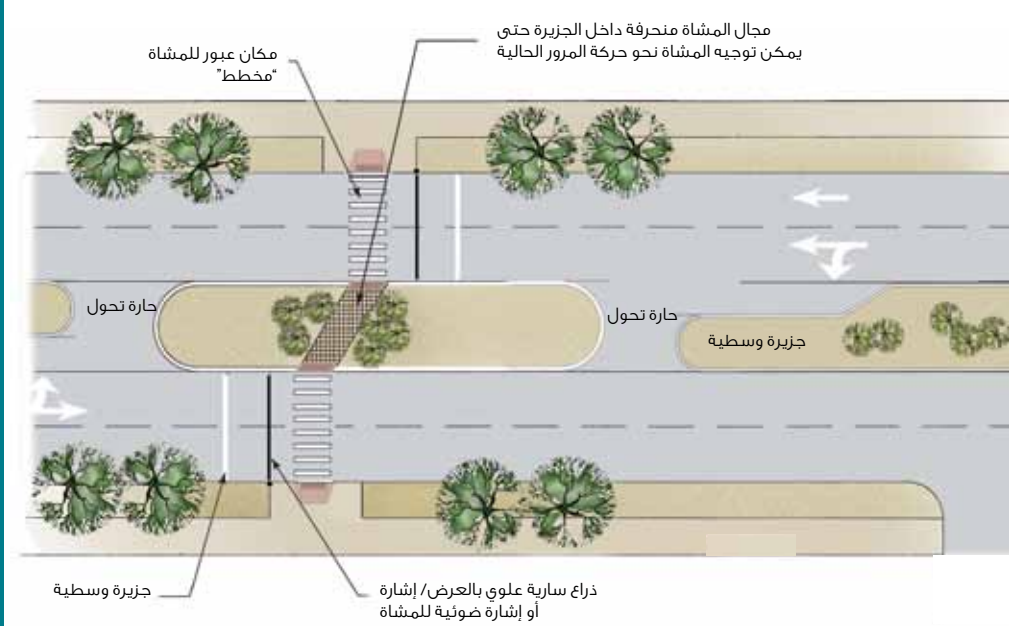 مجال المشاة منحرفة داخل الجزيرة حتى
يمكن توجيه المشاة نحو حركة المرور الحالية
مكان عبور للمشاة
“مخطط”
حارة تحول
حارة تحول
جزيرة وسطية
ذراع سارية علوي بالعرض/ إشارة
أو إشارة ضوئية للمشاة
جزيرة وسطية